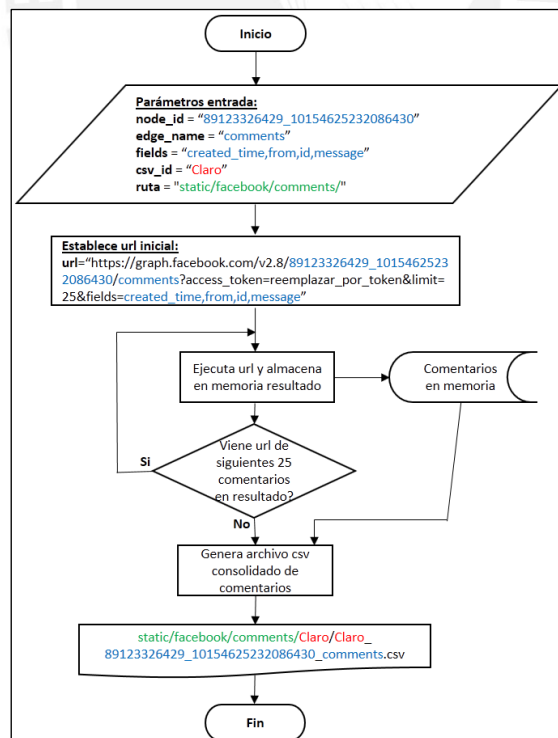 Inicio
Parámetros entrada:
node_id = “89123326429_10154625232086430”
edge_name = “comments”
fields = “created_time,from,id,message”
csv_id = “Claro”
ruta = "static/facebook/comments/"
Establece url inicial:
url=“https://graph.facebook.com/v2.8/89123326429_1015462523
2086430/comments?access_token=reemplazar_por_token&limit=
25&fields=created_time,from,id,message”
Ejecuta url y almacena
en memoria resultado
Comentarios
en memoria
Viene url de
siguientes 25
comentarios
en resultado?
Si
No
Genera archivo csv
consolidado de
comentarios
static/facebook/comments/Claro/Claro_
89123326429_10154625232086430_comments.csv
Fin